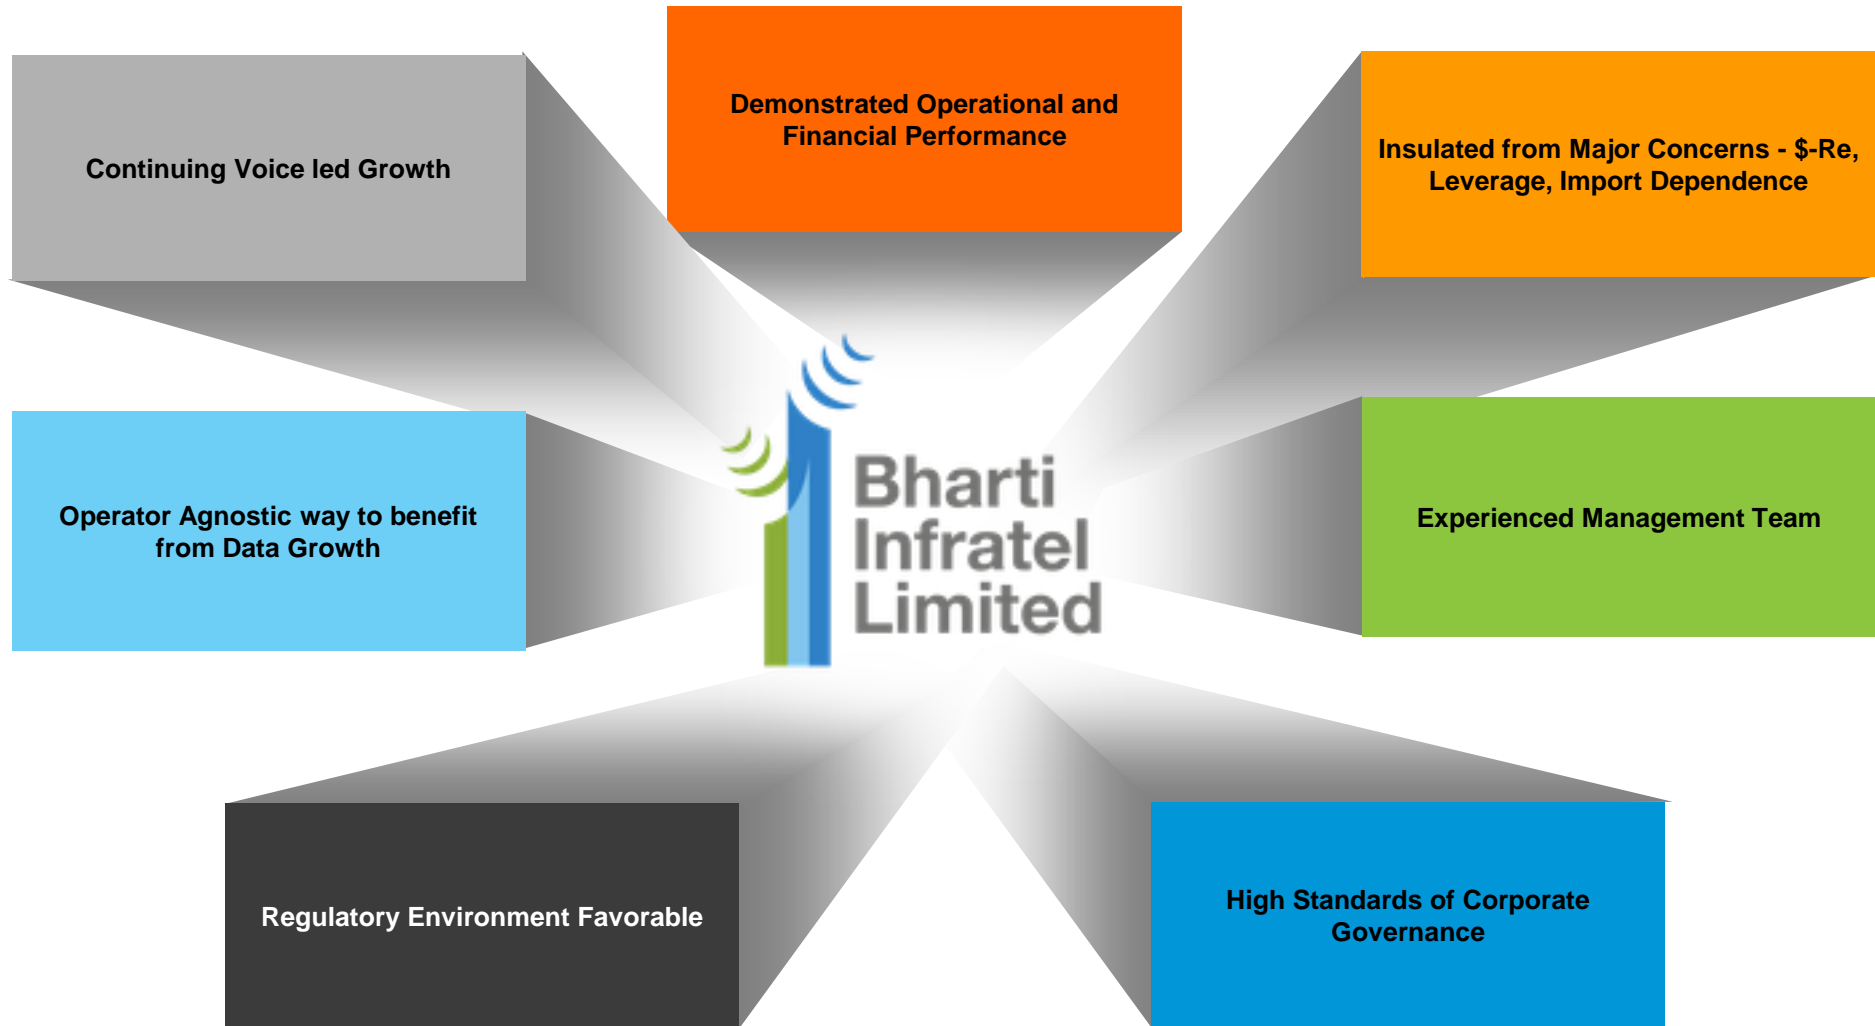 Demonstrated Operational and
Financial Performance
Continuing Voice led Growth
Insulated from Major Concerns - $-Re,
Leverage, Import Dependence
Operator Agnostic way to benefit
from Data Growth
Bharti
Infratel
Limited
Experienced Management Team
Regulatory Environment Favorable
High Standards of Corporate
Governance